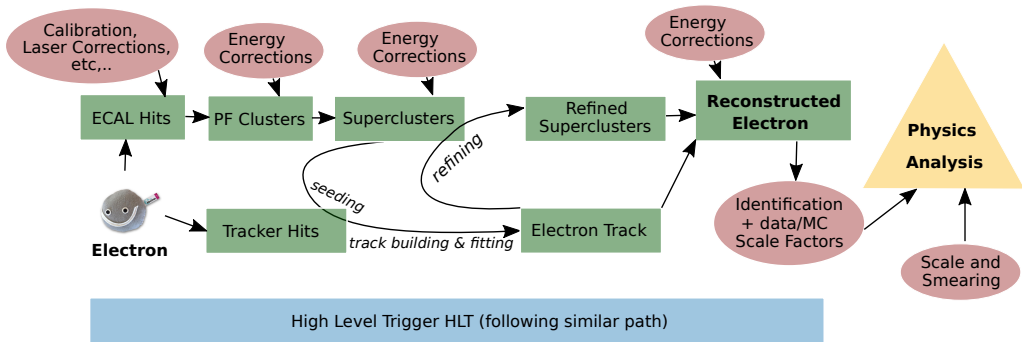 Calibration,
Laser Corrections,
etc,..
Energy
Corrections
Energy
Corrections
Energy
Corrections
ECAL Hits
PF Clusters
Superclusters
Refined
Superclusters
Reconstructed
Electron
Physics
Analysis
refining
seeding
Electron
Tracker Hits
track building & fitting
Electron Track
Identification
+ data/MC
Scale Factors
Scale and
Smearing
High Level Trigger HLT (following similar path)